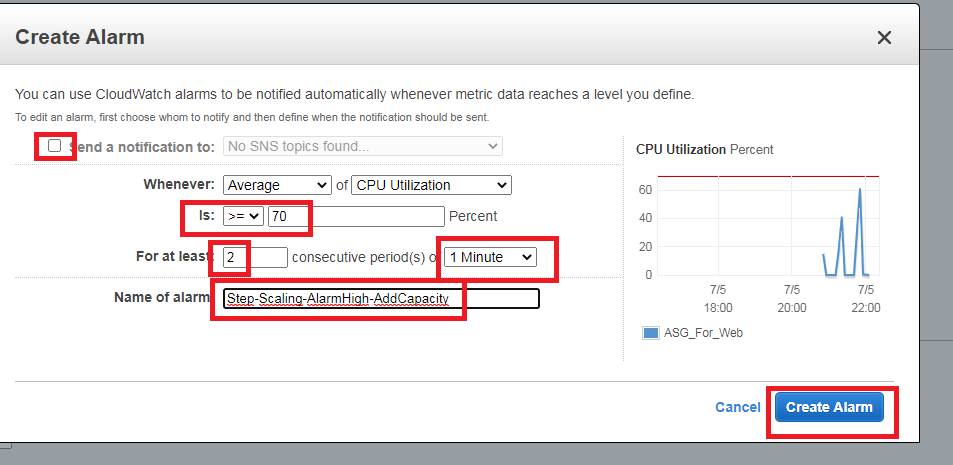 Create Alarm
You can use CloudWatch alarms to be notified automatically whenever metric data reaches a level you define.
To edit an alarm, first choose whom to notify and then define when the notification should be sent.
Send a notification to: No SNS topics found...
Whenever: Average of CPU Utilization
Is: >= 70 Percent
For at least: 2 consecutive period(s) of 1 Minute
Name of alarm: Step-Scaling-AlarmHigh-AddCapacity
CPU Utilization Percent
60
40
20
0
7/5 7/5 7/5
18:00 20:00 22:00
ASG_For_Web
Cancel Create Alarm